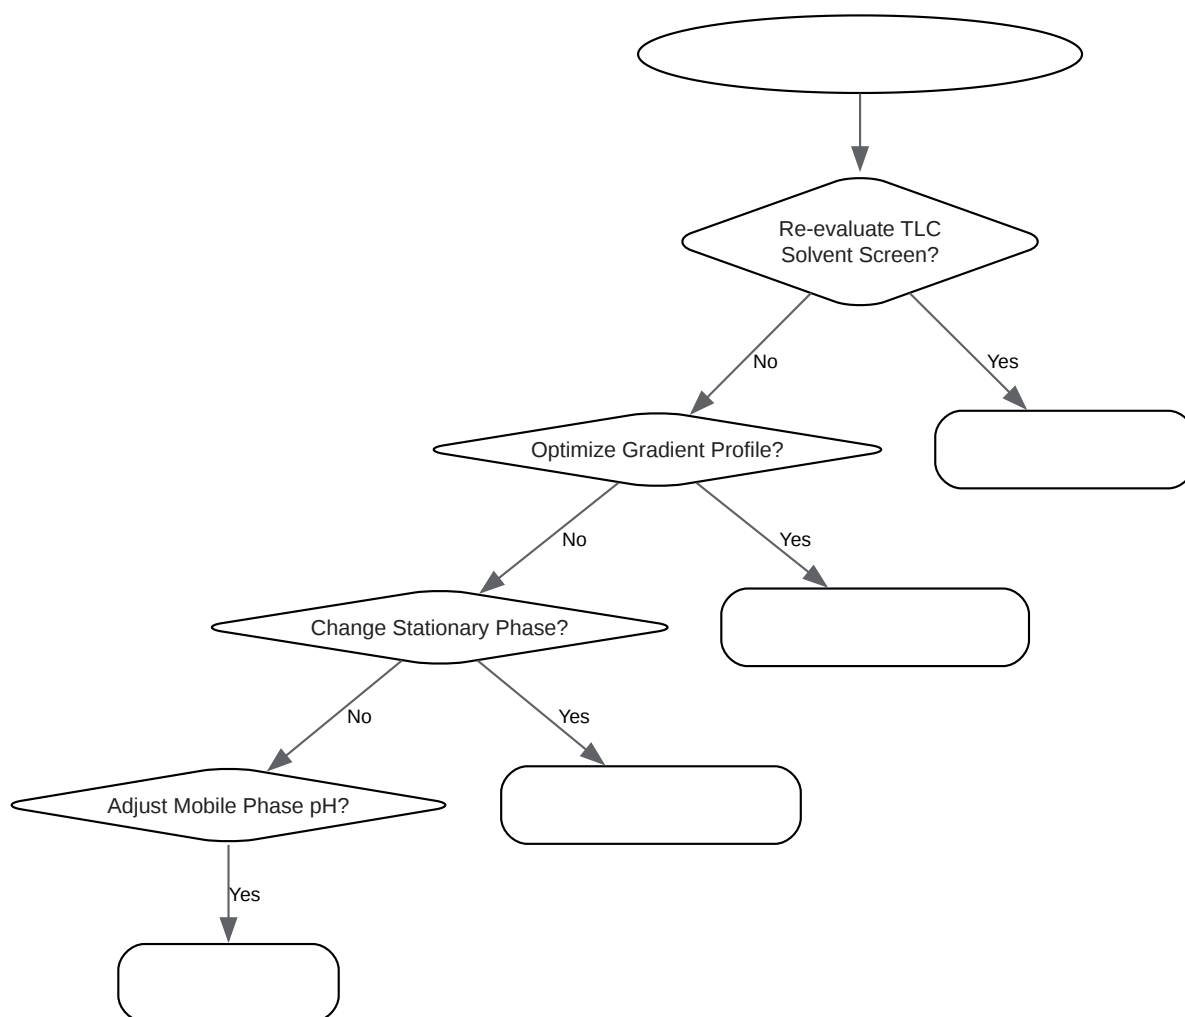 Re-evaluate TLC
Solvent Screen?
No
Yes
Optimize Gradient Profile?
No
Yes
Change Stationary Phase?
No
Yes
Adjust Mobile Phase pH?
Yes